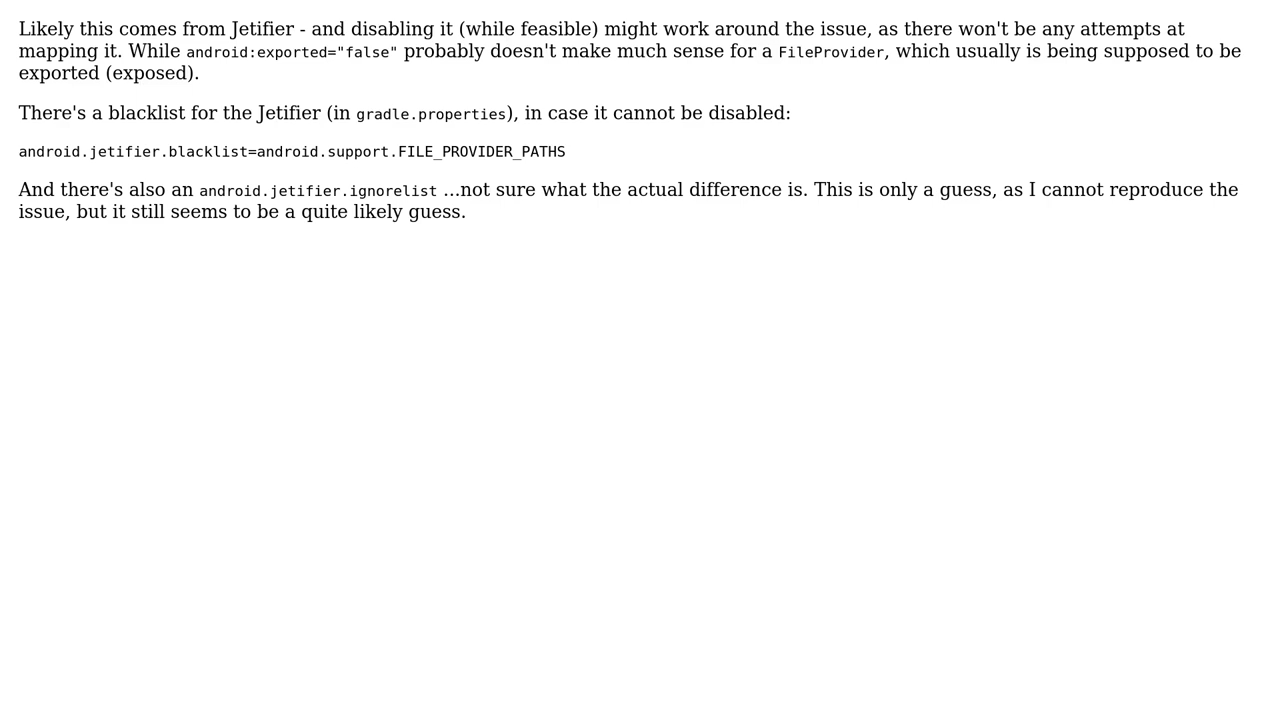 Likely this comes from Jetifier - and disabling it (while feasible) might work around the issue, as there won't be any attempts at
mapping it. While android:exported="false" probably doesn't make much sense for a FileProvider, which usually is being supposed to be
exported (exposed).
There's a blacklist for the Jetifier (in gradle.properties), in case it cannot be disabled:
android.jetifier.blacklist=android.support.FILE_PROVIDER_PATHS
And there's also an android.jetifier.ignorelist ...not sure what the actual difference is. This is only a guess, as I cannot reproduce the
issue, but it still seems to be a quite likely guess.